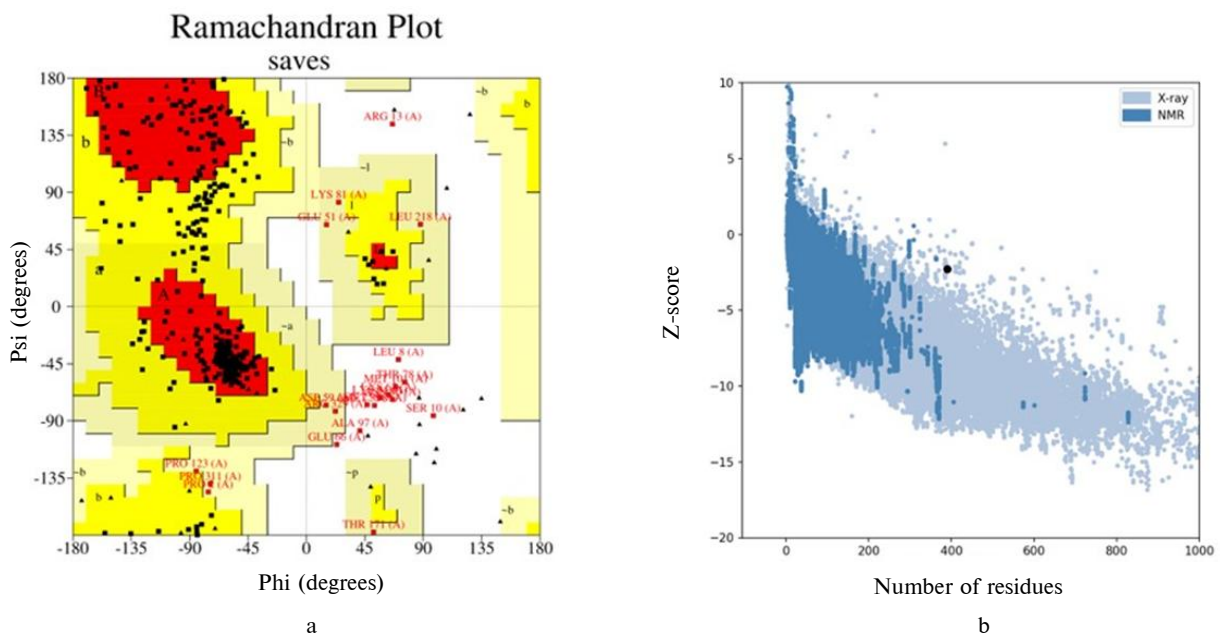 Ramachandran Plot
saves
180
135
90
45
0
-45
-90
-135
-180
-135
-90
-45
0
45
90
135
180
Psi (degrees)
Phi (degrees)
B
b
~b
~b
b
ARG 13 (A)
~l
LYS 81 (A)
l
GLU 51 (A)
LEU 218 (A)
a
A
~a
LEU 8 (A)
THR 78 (A)
SER 10 (A)
ALA 97 (A)
GLU 66 (A)
PRO 123 (A)
~b
b
~p
p
~b
THR 171 (A)
a
10
5
0
-5
-10
-15
-20
0
200
400
600
800
1000
X-ray
NMR
Z-score
Number of residues
b